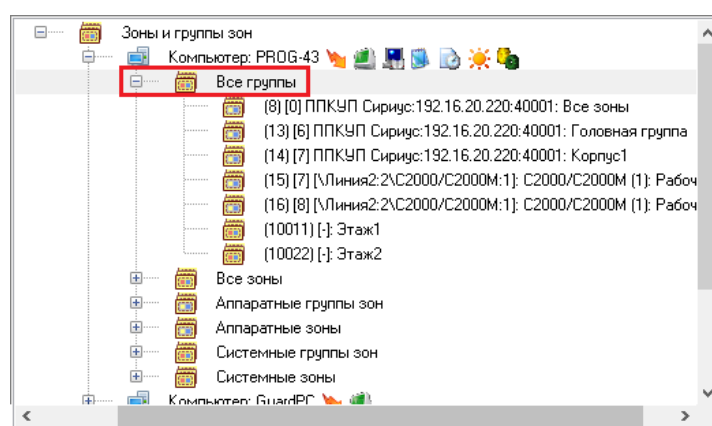 Зоны и группы зон
Компьютер: PROG-43
Все группы
(8) [0] ППКУП Сириус:192.16.20.220:40001: Все зоны
(13) [6] ППКУП Сириус:192.16.20.220:40001: Головная группа
(14) [7] ППКУП Сириус:192.16.20.220:40001: Корпус1
(15) [7] [\Линия2:2\С2000/С2000М:1]: С2000/С2000М (1): Рабоч
(16) [8] [\Линия2:2\С2000/С2000М:1]: С2000/С2000М (1): Рабоч
(10011) [-]: Этаж1
(10022) [-]: Этаж2
Все зоны
Аппаратные группы зон
Аппаратные зоны
Системные группы зон
Системные зоны
Компьютер: GuardPC